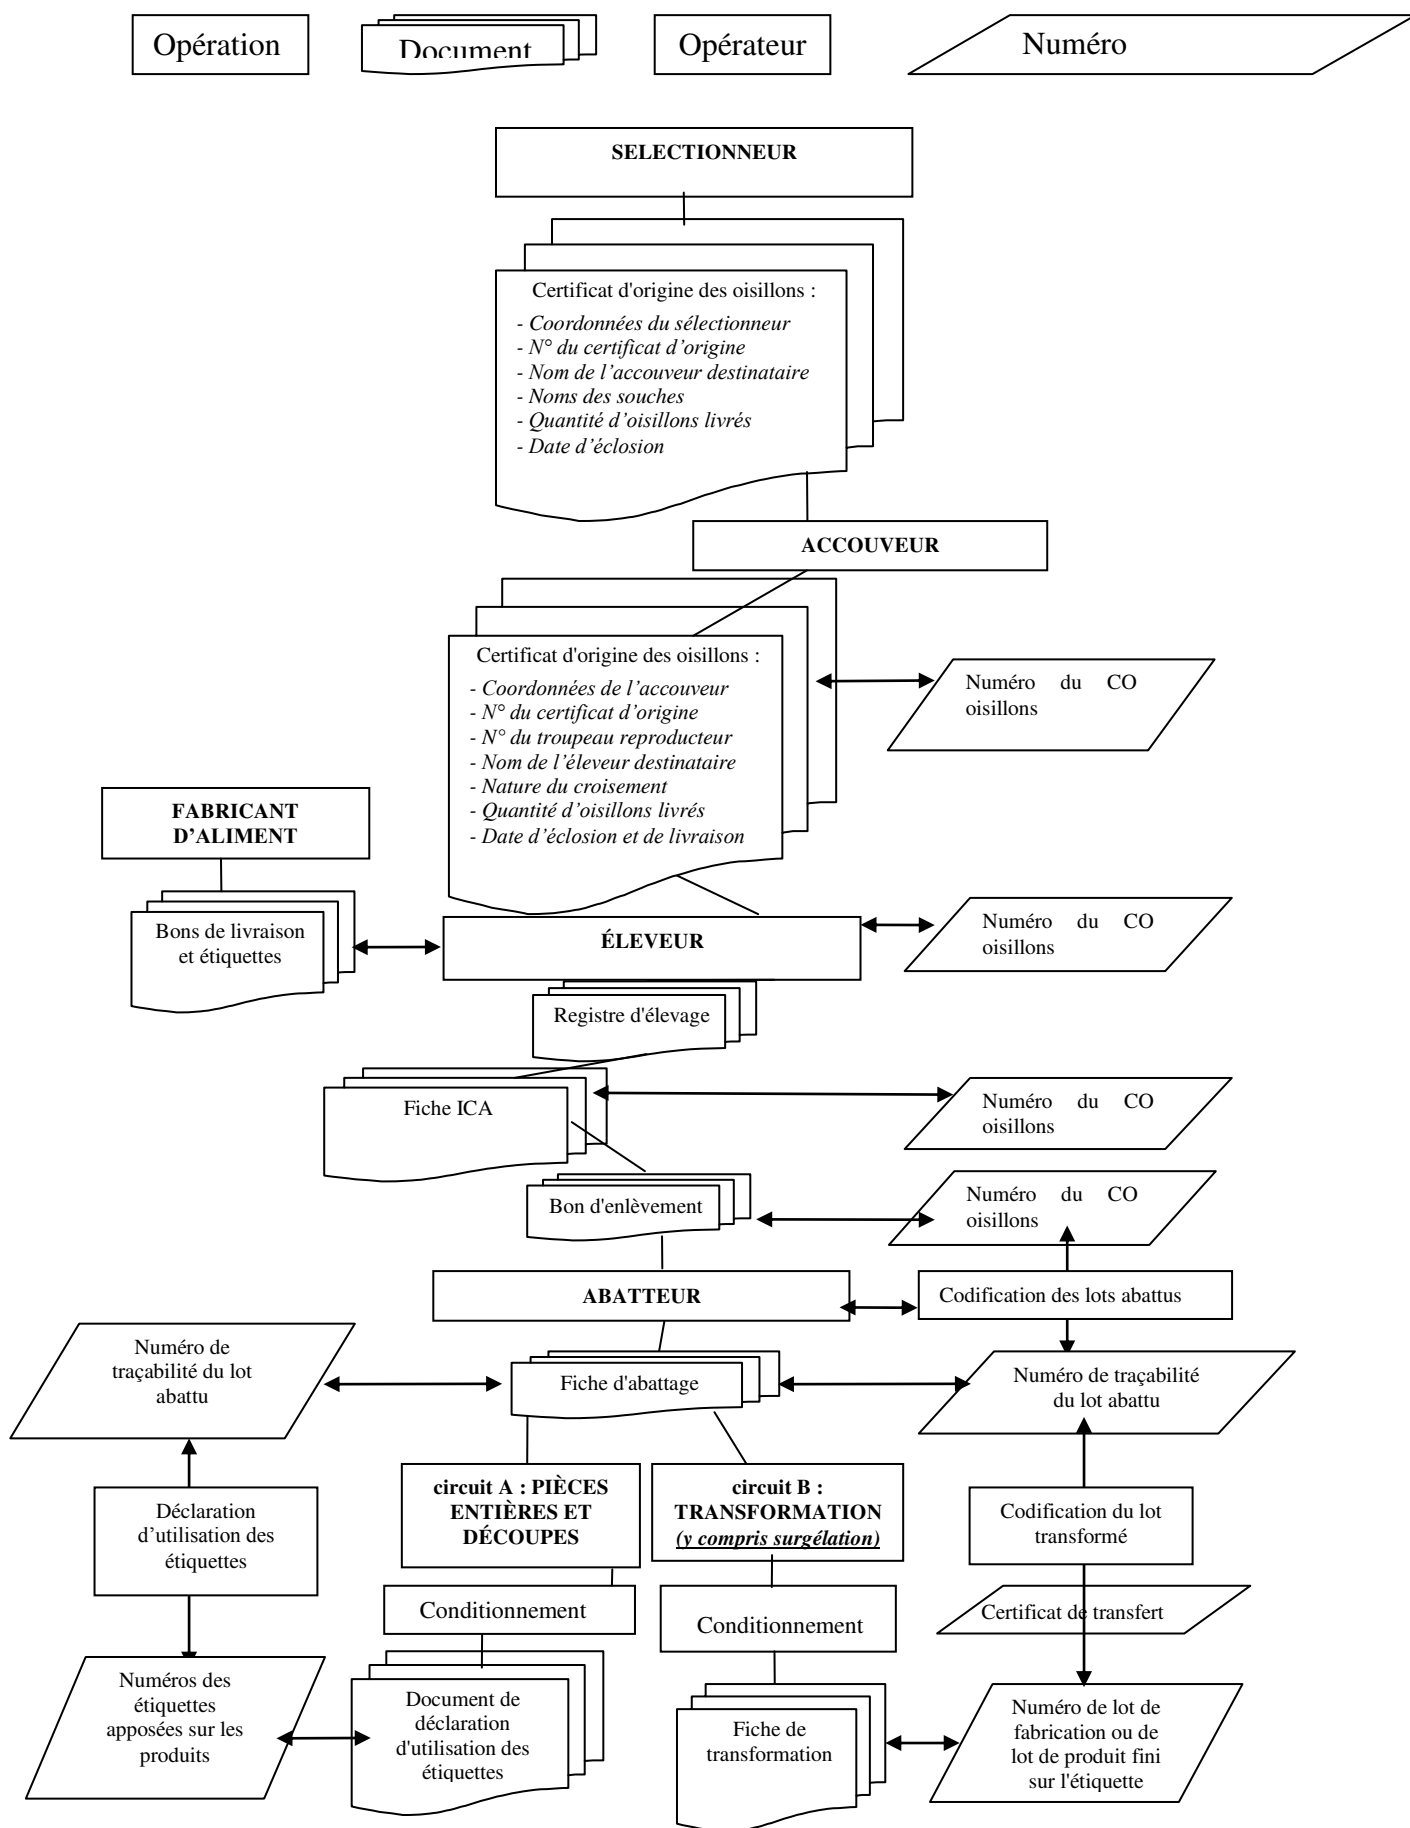 Opération
Document
Opérateur
Numéro
SELECTIONNEUR
Certificat d'origine des oisillons :
- Coordonnées du sélectionneur
- N° du certificat d’origine
- Nom de l’accouveur destinataire
- Noms des souches
- Quantité d’oisillons livrés
- Date d’éclosion
ACCOUVEUR
Certificat d'origine des oisillons :
- Coordonnées de l’accouveur
- N° du certificat d’origine
- N° du troupeau reproducteur
- Nom de l’éleveur destinataire
- Nature du croisement
- Quantité d’oisillons livrés
- Date d’éclosion et de livraison
Numéro du CO
oisillons
FABRICANT
D’ALIMENT
Bons de livraison
et étiquettes
ÉLEVEUR
Numéro du CO
oisillons
Registre d'élevage
Fiche ICA
Numéro du CO
oisillons
Bon d'enlèvement
Numéro du CO
oisillons
ABATTEUR
Codification des lots abattus
Numéro de
traçabilité du lot
abattu
Fiche d'abattage
Numéro de traçabilité
du lot abattu
Déclaration
d’utilisation des
étiquettes
circuit A : PIÈCES
ENTIÈRES ET
DÉCOUPES
circuit B :
TRANSFORMATION
(y compris surgélation)
Codification du lot
transformé
Conditionnement
Conditionnement
Certificat de transfert
Numéros des
étiquettes
apposées sur les
produits
Document de
déclaration
d'utilisation des
étiquettes
Fiche de
transformation
Numéro de lot de
fabrication ou de
lot de produit fini
sur l'étiquette